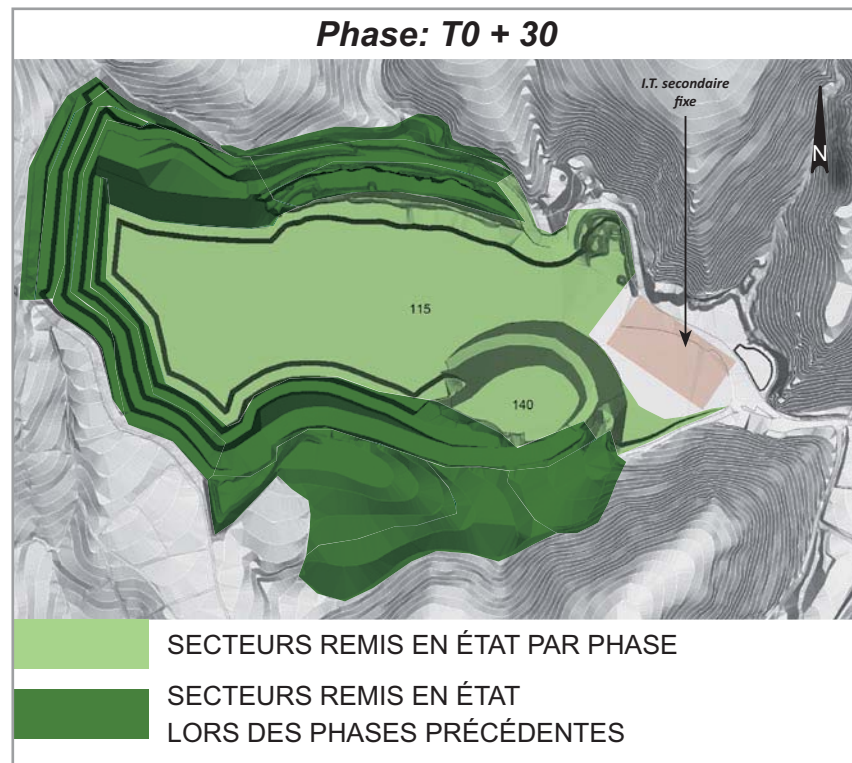 Phase: T0 + 30
I.T. secondaire
fixe
N
115
140
SECTEURS REMIS EN ÉTAT PAR PHASE
SECTEURS REMIS EN ÉTAT
LORS DES PHASES PRÉCÉDENTES